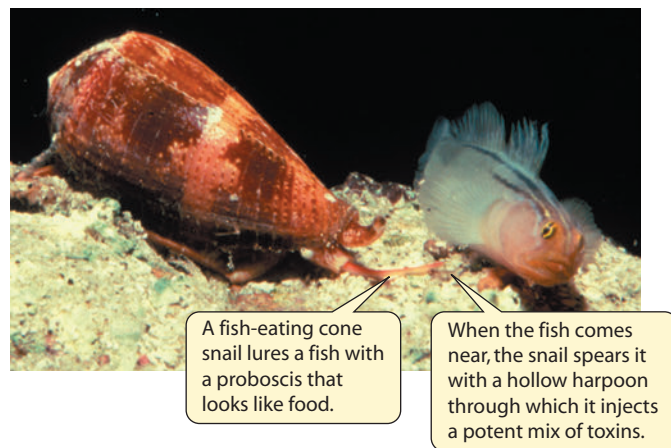 A fish-eating cone
snail lures a fish with
a proboscis that
looks like food.
When the fish comes
near, the snail spears it
with a hollow harpoon
through which it injects
a potent mix of toxins.